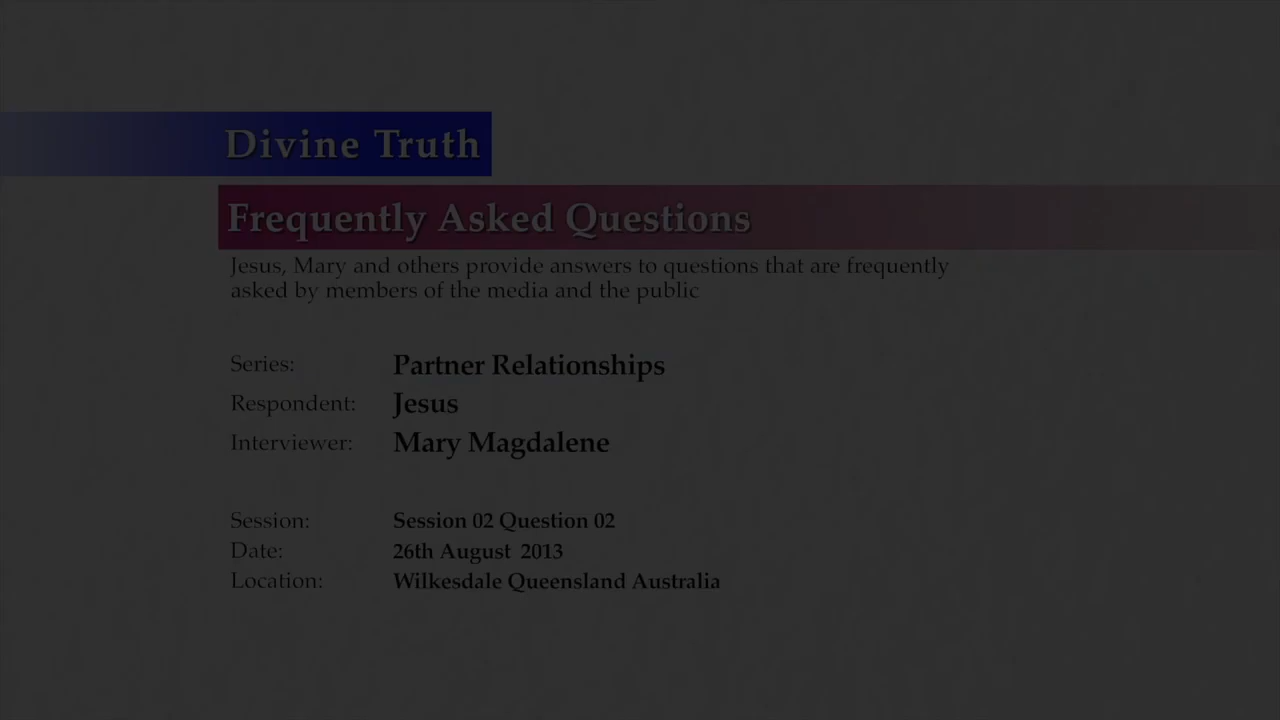 Divine Truth
Frequently Asked Questions
Jesus, Mary and others provide answers to questions that are frequently
asked by members of the media and the public
Series: Partner Relationships
Respondent: Jesus
Interviewer: Mary Magdalene
Session: Session 02 Question 02
Date: 26th August 2013
Location: Wilkesdale Queensland Australia